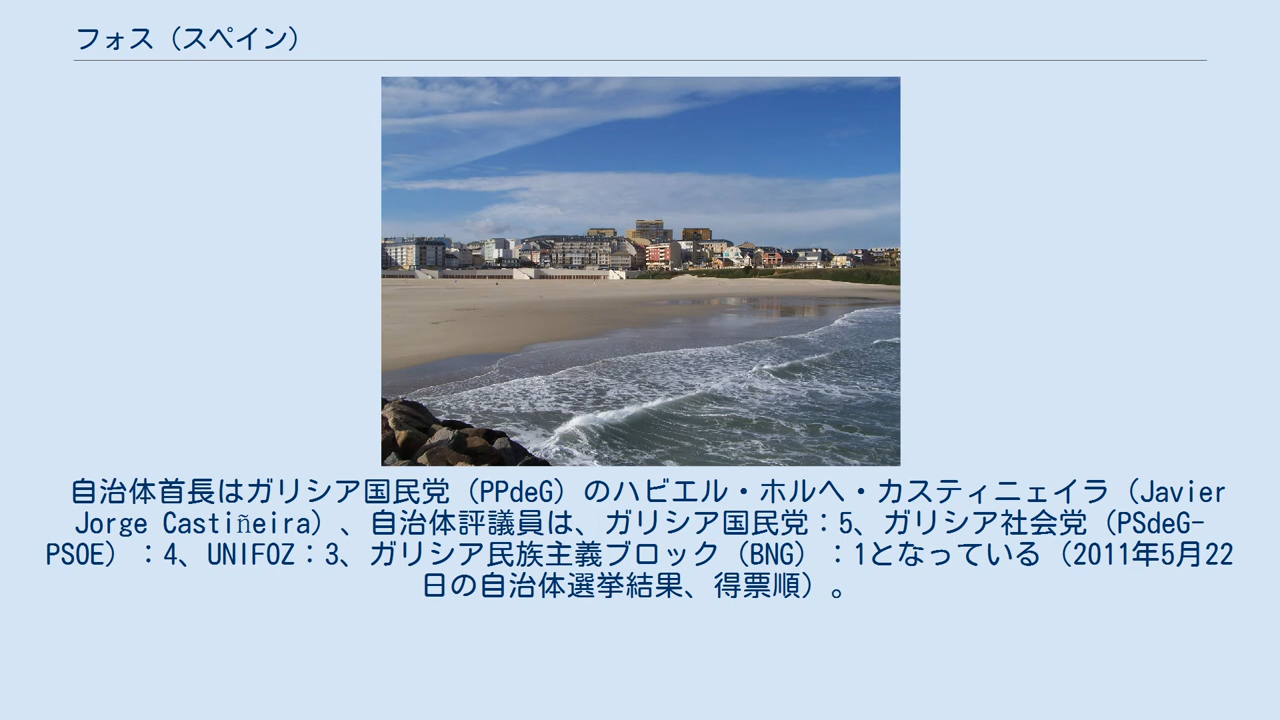 フォス（スペイン）
自治体首長はガリシア国民党（PPdeG）のハビエル・ホルヘ・カスティニェイラ（Javier
Jorge Castiñeira）、自治体評議員は、ガリシア国民党：5、ガリシア社会党（PSdeG-
PSOE）：4、UNIFOZ：3、ガリシア民族主義ブロック（BNG）：1となっている（2011年5月22
日の自治体選挙結果、得票順）。